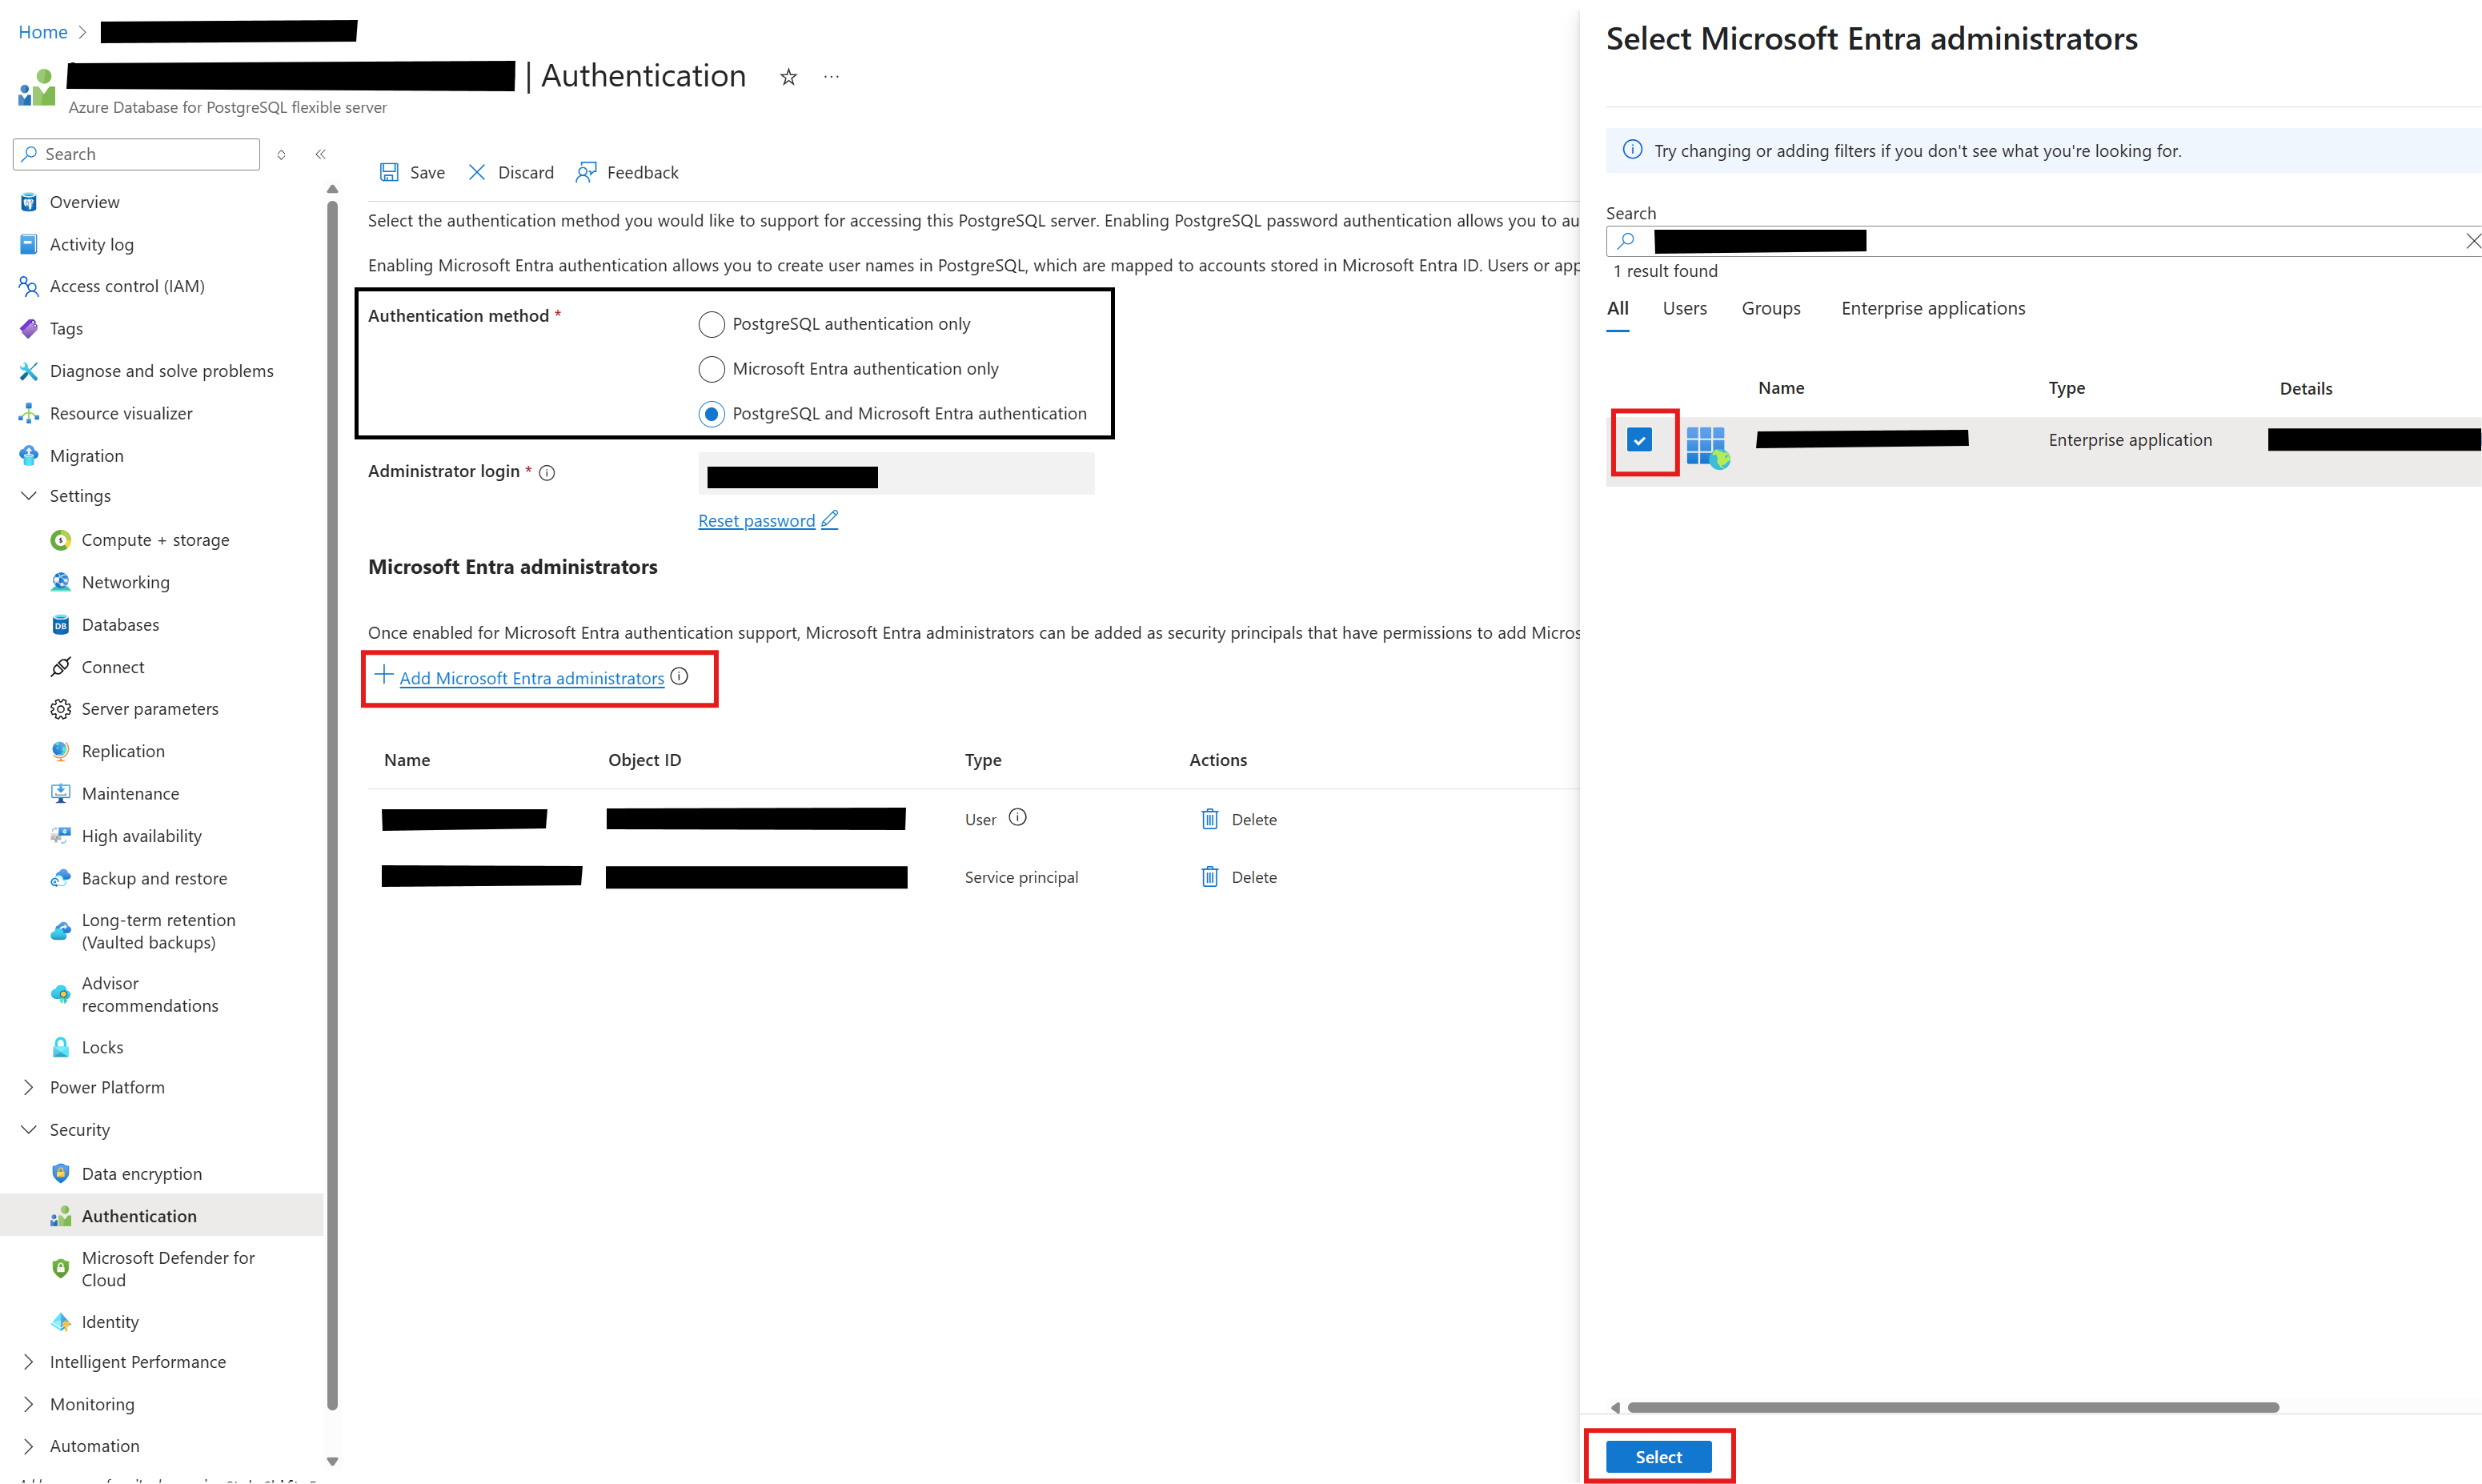 Home >
| Authentication
Azure Database for PostgreSQL flexible server
Search
Overview
Activity log
Access control (IAM)
Tags
Diagnose and solve problems
Resource visualizer
Migration
Settings
Compute + storage
Networking
Databases
Connect
Server parameters
Replication
Maintenance
High availability
Backup and restore
Long-term retention
(Vaulted backups)
Advisor
recommendations
Locks
Power Platform
Security
Data encryption
Authentication
Microsoft Defender for
Cloud
Identity
Intelligent Performance
Monitoring
Automation
Save Discard Feedback
Select the authentication method you would like to support for accessing this PostgreSQL server. Enabling PostgreSQL password authentication allows you to au
Enabling Microsoft Entra authentication allows you to create user names in PostgreSQL, which are mapped to accounts stored in Microsoft Entra ID. Users or app
Authentication method *
PostgreSQL authentication only
Microsoft Entra authentication only
PostgreSQL and Microsoft Entra authentication
Administrator login *
Reset password
Microsoft Entra administrators
Once enabled for Microsoft Entra authentication support, Microsoft Entra administrators can be added as security principals that have permissions to add Micros
+ Add Microsoft Entra administrators
Name Object ID Type Actions
User Delete
Service principal Delete
Select Microsoft Entra administrators
Try changing or adding filters if you don't see what you're looking for.
Search
1 result found
All Users Groups Enterprise applications
Name Type Details
Enterprise application
Select